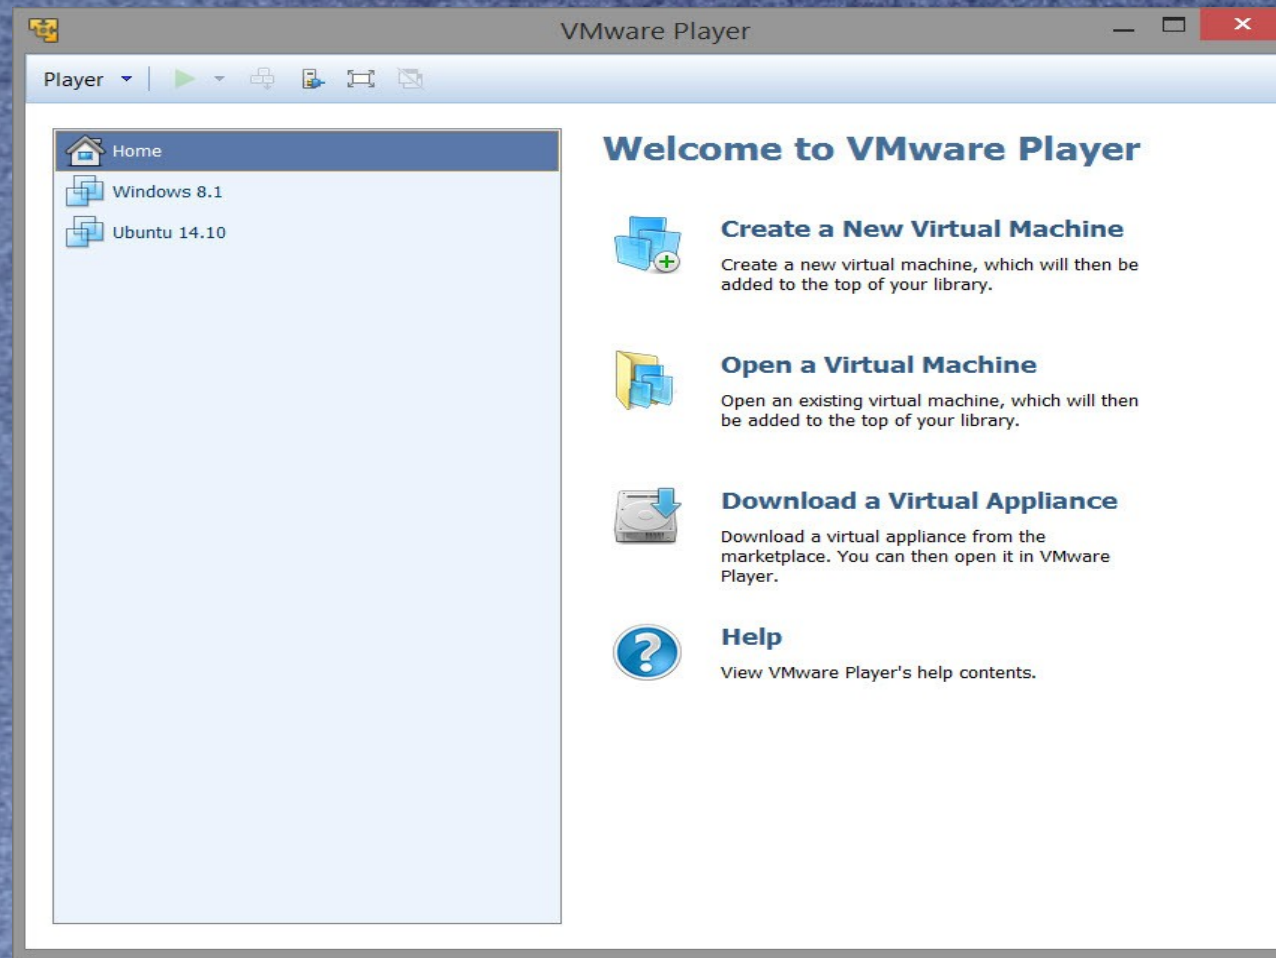 VMware Player
Player
Home
Windows 8.1
Ubuntu 14.10
Welcome to VMware Player
Create a New Virtual Machine
Create a new virtual machine, which will then be
added to the top of your library.
Open a Virtual Machine
Open an existing virtual machine, which will then
be added to the top of your library.
Download a Virtual Appliance
Download a virtual appliance from the
marketplace. You can then open it in VMware
Player.
Help
View VMware Player's help contents.